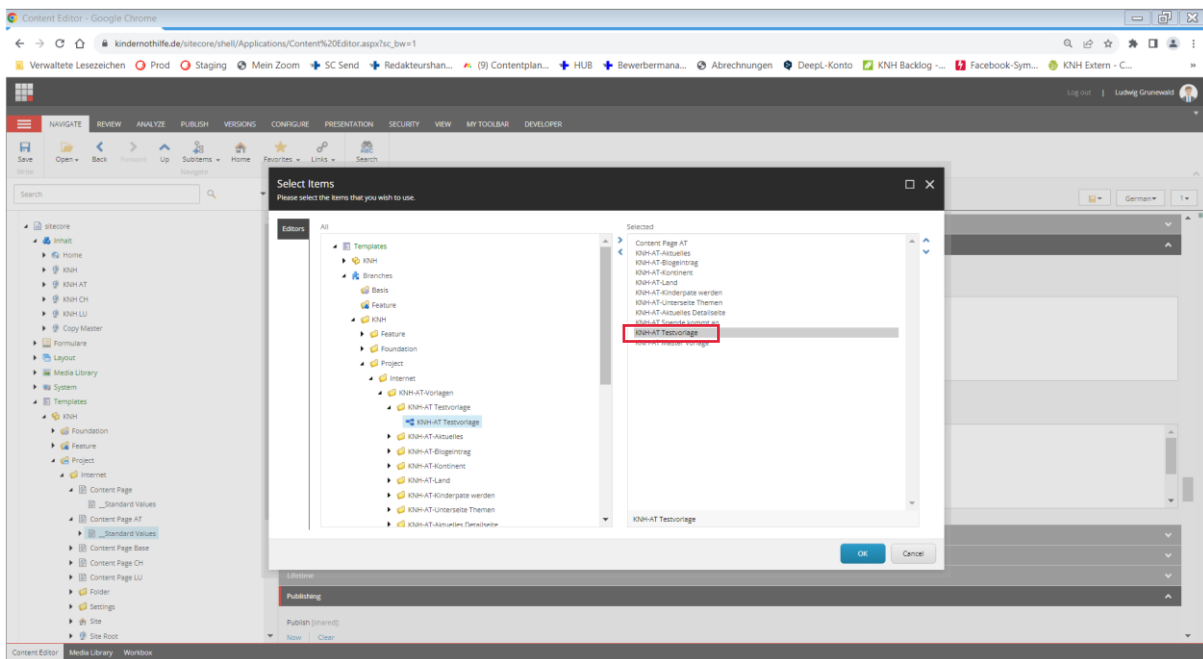 Content Editor - Google Chrome
kindernothilfe.de/sitecore/shell/Applications/Content%20Editor.aspx?sc_bw=1
Verwaltete Lesezeichen Prod Staging Mein Zoom SC Send Redakteurshan... (9) Contentplan... HUB Bewerbermana... Abrechnungen DeepL-Konto KNH Backlog -... Facebook-Sym... KNH Extern - C... »
Log out | Ludwig Grunewald
NAVIGATE REVIEW ANALYZE PUBLISH VERSIONS CONFIGURE PRESENTATION SECURITY VIEW MY TOOLBAR DEVELOPER
Save Open Back Forward Up Subitems Home Favorites Links Search
Write Navigate
Search
German 1
sitecore
Inhalt
Home
KNH
KNH AT
KNH CH
KNH LU
Copy Master
Formulare
Layout
Media Library
System
Templates
KNH
Foundation
Feature
Project
Internet
Content Page
__Standard Values
Content Page AT
__Standard Values
Content Page Base
Content Page CH
Content Page LU
Folder
Settings
Site
Site Root
Select Items
Please select the items that you wish to use.
Editors
All
Templates
KNH
Branches
Basis
Feature
KNH
Feature
Foundation
Project
Internet
KNH-AT-Vorlagen
KNH-AT Testvorlage
KNH-AT Testvorlage
KNH-AT-Aktuelles
KNH-AT-Blogeintrag
KNH-AT-Kontinent
KNH-AT-Land
KNH-AT-Kinderpate werden
KNH-AT-Unterseite Themen
KNH-AT-Aktuelles Detailseite
Selected
Content Page AT
KNH-AT-Aktuelles
KNH-AT-Blogeintrag
KNH-AT-Kontinent
KNH-AT-Land
KNH-AT-Kinderpate werden
KNH-AT-Unterseite Themen
KNH-AT-Aktuelles Detailseite
KNH-AT Spende kommt an
KNH-AT Testvorlage
KNH-AT Master Vorlage
KNH-AT Testvorlage
OK Cancel
Lifetime
Publishing
Publish [shared]:
Now Clear
Content Editor Media Library Workbox